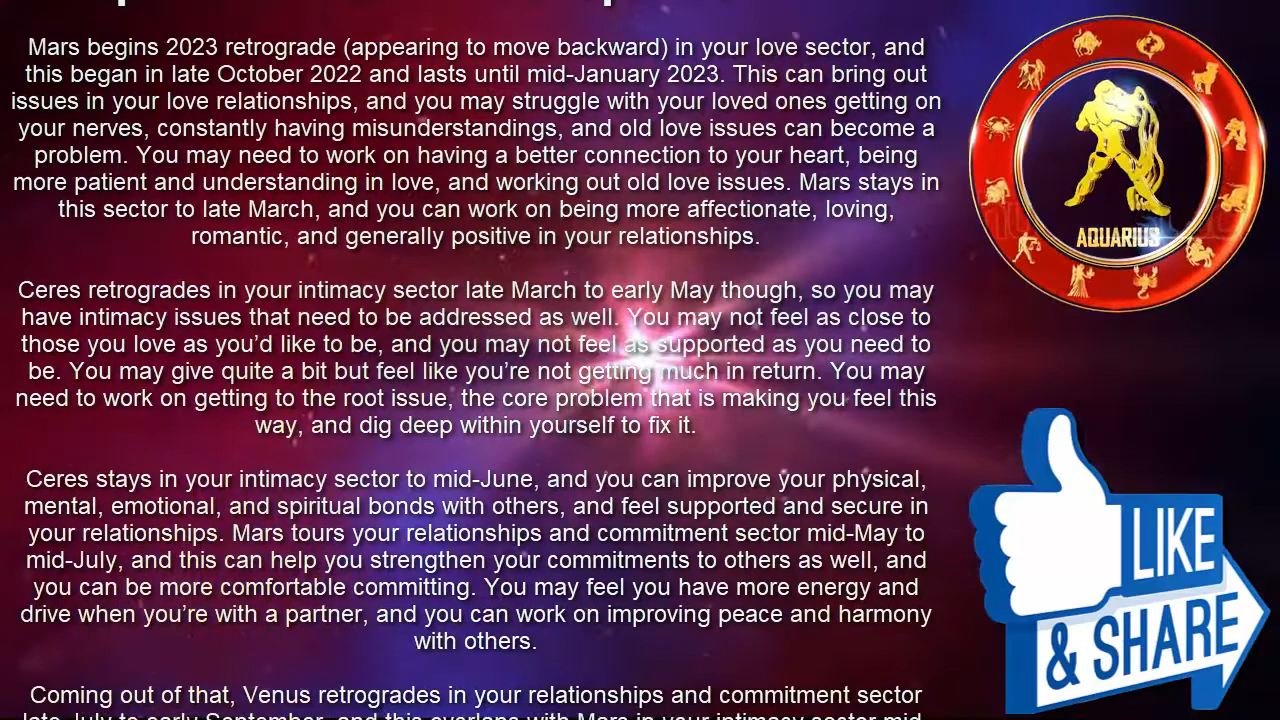 Mars begins 2023 retrograde (appearing to move backward) in your love sector, and
this began in late October 2022 and lasts until mid-January 2023. This can bring out
issues in your love relationships, and you may struggle with your loved ones getting on
your nerves, constantly having misunderstandings, and old love issues can become a
problem. You may need to work on having a better connection to your heart, being
more patient and understanding in love, and working out old love issues. Mars stays in
this sector to late March, and you can work on being more affectionate, loving,
romantic, and generally positive in your relationships.
Ceres retrogrades in your intimacy sector late March to early May though, so you may
have intimacy issues that need to be addressed as well. You may not feel as close to
those you love as you’d like to be, and you may not feel as supported as you need to
be. You may give quite a bit but feel like you’re not getting much in return. You may
need to work on getting to the root issue, the core problem that is making you feel this
way, and dig deep within yourself to fix it.
Ceres stays in your intimacy sector to mid-June, and you can improve your physical,
mental, emotional, and spiritual bonds with others, and feel supported and secure in
your relationships. Mars tours your relationships and commitment sector mid-May to
mid-July, and this can help you strengthen your commitments to others as well, and
you can be more comfortable committing. You may feel you have more energy and
drive when you’re with a partner, and you can work on improving peace and harmony
with others.
Coming out of that, Venus retrogrades in your relationships and commitment sector
late July to early September, and this overlaps with Mars in your intimacy sector mid-
AQUARIUS
LIKE
& SHARE